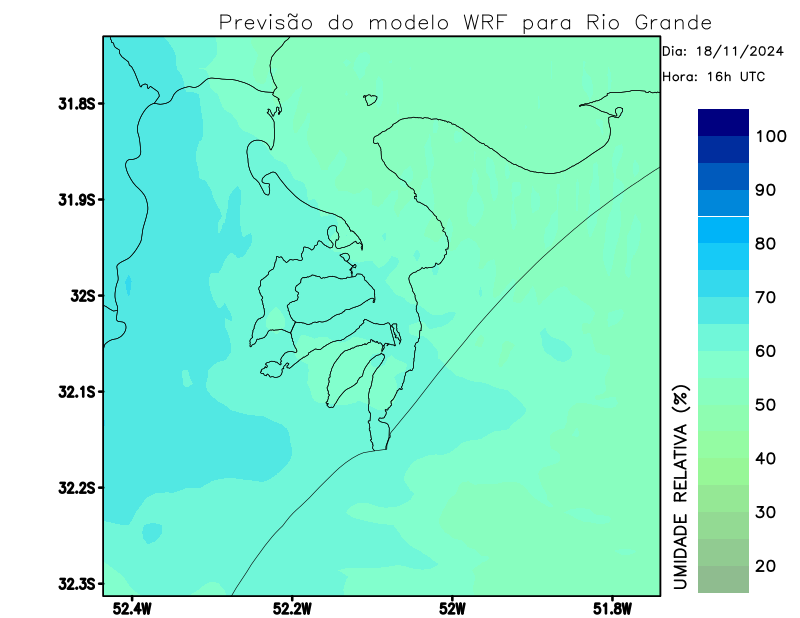 Previsão do modelo WRF para Rio Grande
Dia: 18/11/2024
Hora: 16h UTC
31.8S
31.9S
32S
32.1S
32.2S
32.3S
52.4W
52.2W
52W
51.8W
100
90
80
70
60
50
40
30
20
UMIDADE RELATIVA (%)